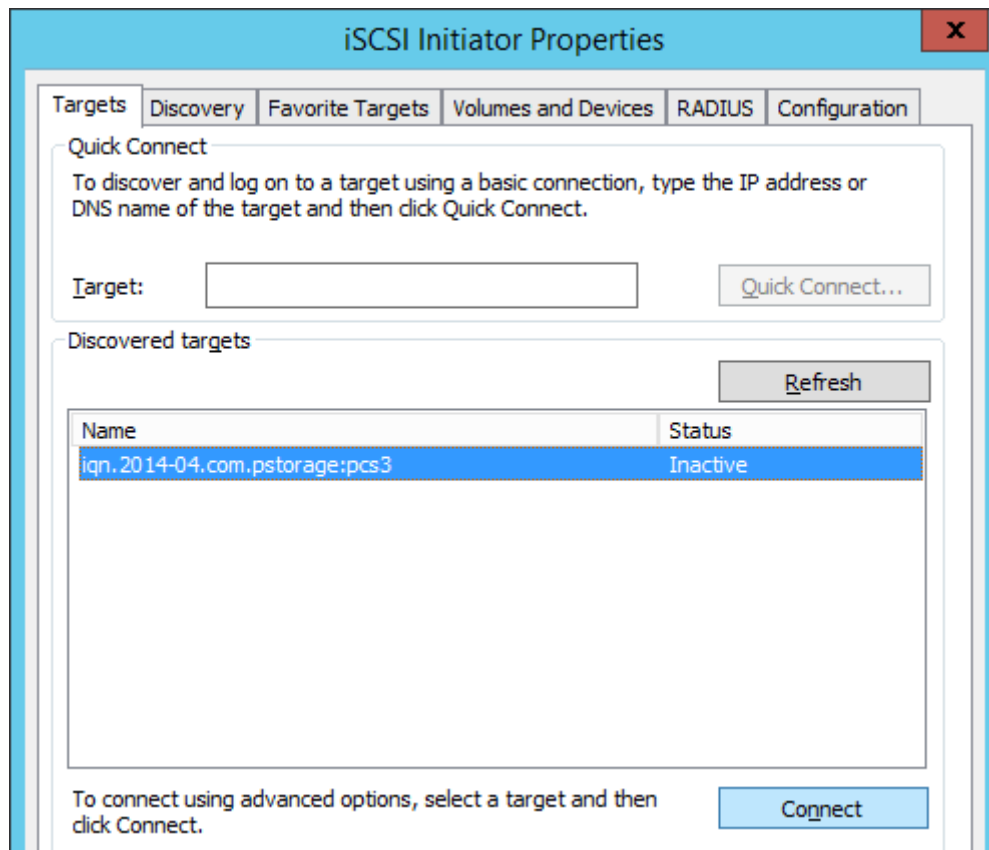 iSCSI Initiator Properties
x
Targets Discovery Favorite Targets Volumes and Devices RADIUS Configuration
Quick Connect
To discover and log on to a target using a basic connection, type the IP address or
DNS name of the target and then click Quick Connect.
Target: Quick Connect...
Discovered targets
Refresh
Name Status
iqn.2014-04.com.pstorage:pcs3 Inactive
To connect using advanced options, select a target and then
click Connect.
Connect